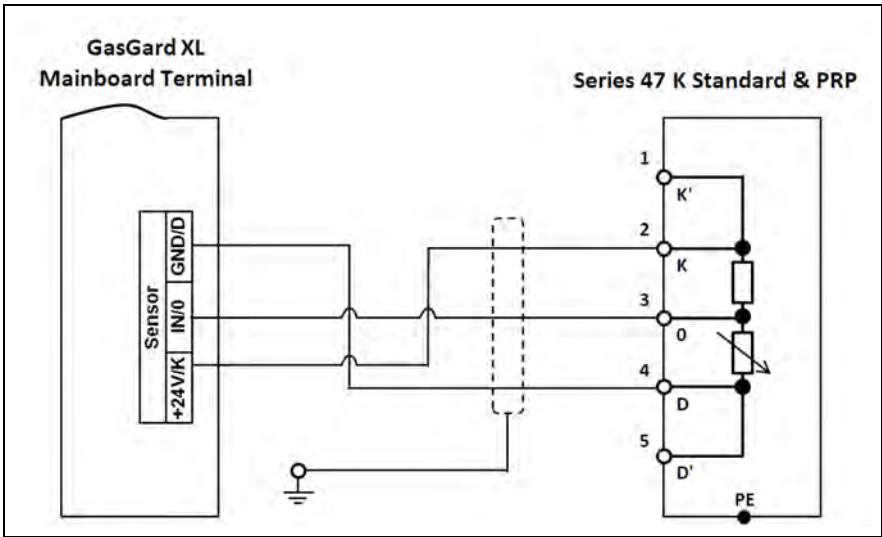 GasGard XL
Mainboard Terminal
Series 47 K Standard & PRP
Sensor
GND/D
IN/0
+24V/K
1
K'
2
K
3
0
4
D
5
D'
PE